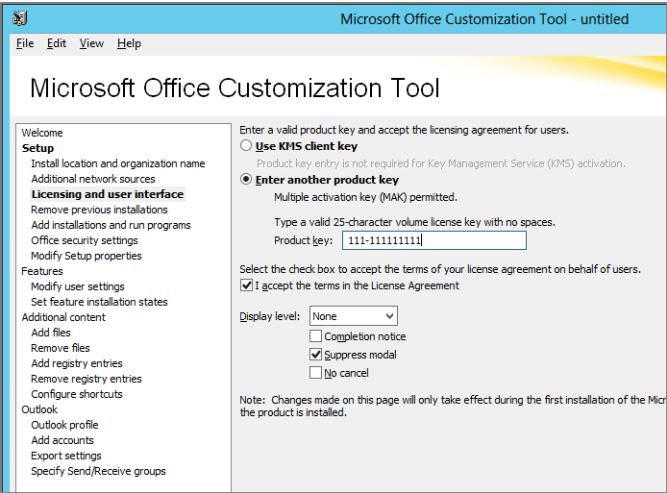 Microsoft Office Customization Tool - untitled
File Edit View Help
Microsoft Office Customization Tool
Welcome
Setup
Install location and organization name
Additional network sources
Licensing and user interface
Remove previous installations
Add installations and run programs
Office security settings
Modify Setup properties
Features
Modify user settings
Set feature installation states
Additional content
Add files
Remove files
Add registry entries
Remove registry entries
Configure shortcuts
Outlook
Outlook profile
Add accounts
Export settings
Specify Send/Receive groups
Enter a valid product key and accept the licensing agreement for users.
Use KMS client key
Product key entry is not required for Key Management Service (KMS) activation.
Enter another product key
Multiple activation key (MAK) permitted.
Type a valid 25-character volume license key with no spaces.
Product key: 111-111111111
Select the check box to accept the terms of your license agreement on behalf of users.
I accept the terms in the License Agreement
Display level: None
Completion notice
Suppress modal
No cancel
Note: Changes made on this page will only take effect during the first installation of the Micr
the product is installed.